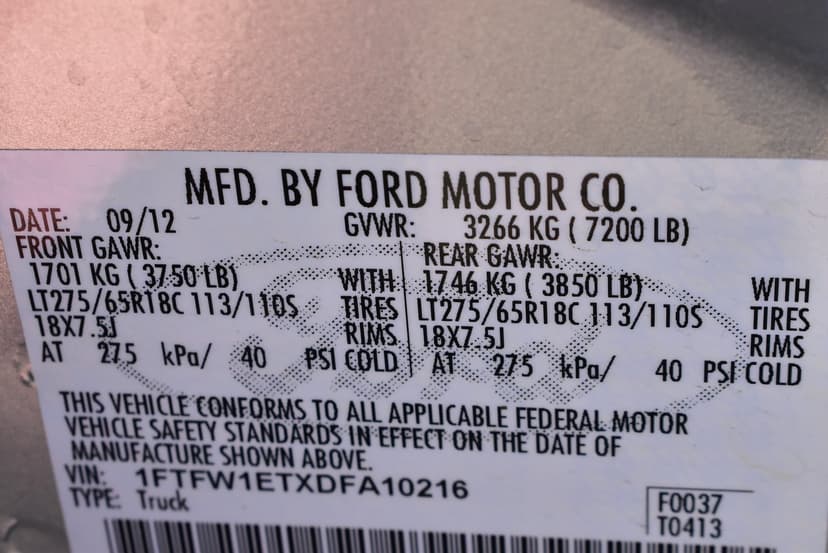 MFD. BY FORD MOTOR CO.
DATE: 09/12 GVWR: 3266 KG ( 7200 LB)
FRONT GAWR: REAR GAWR:
1701 KG ( 3750 LB) WITH 1746 KG ( 3850 LB) WITH
LT275/65R18C 113/110S TIRES LT275/65R18C 113/110S TIRES
18X7.5J RIMS 18X7.5J RIMS
AT 275 kPa/ 40 PSI COLD AT 275 kPa/ 40 PSI COLD
THIS VEHICLE CONFORMS TO ALL APPLICABLE FEDERAL MOTOR
VEHICLE SAFETY STANDARDS IN EFFECT ON THE DATE OF
MANUFACTURE SHOWN ABOVE.
VIN: 1FTFW1ETXDFA10216
TYPE: Truck
F0037
T0413
Ford